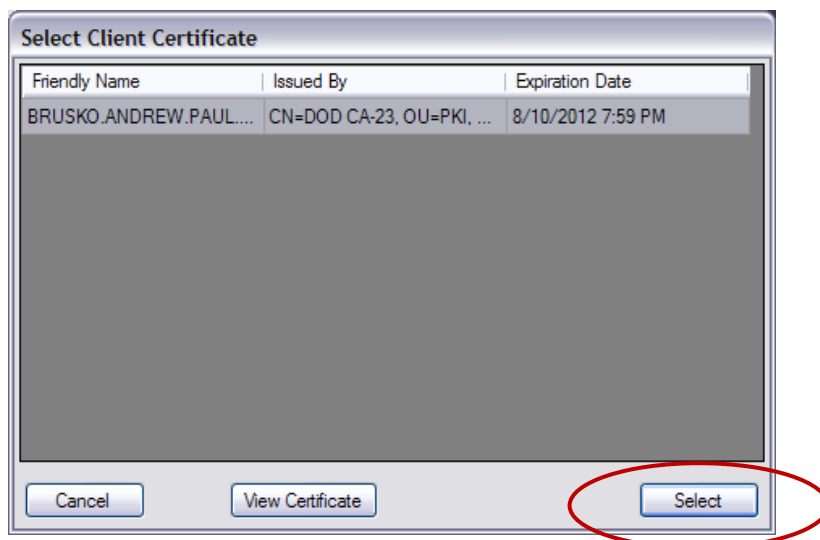 Select Client Certificate
Friendly Name Issued By Expiration Date
BRUSKO.ANDREW.PAUL.... CN=DOD CA-23, OU=PKI, ... 8/10/2012 7:59 PM
Cancel View Certificate Select